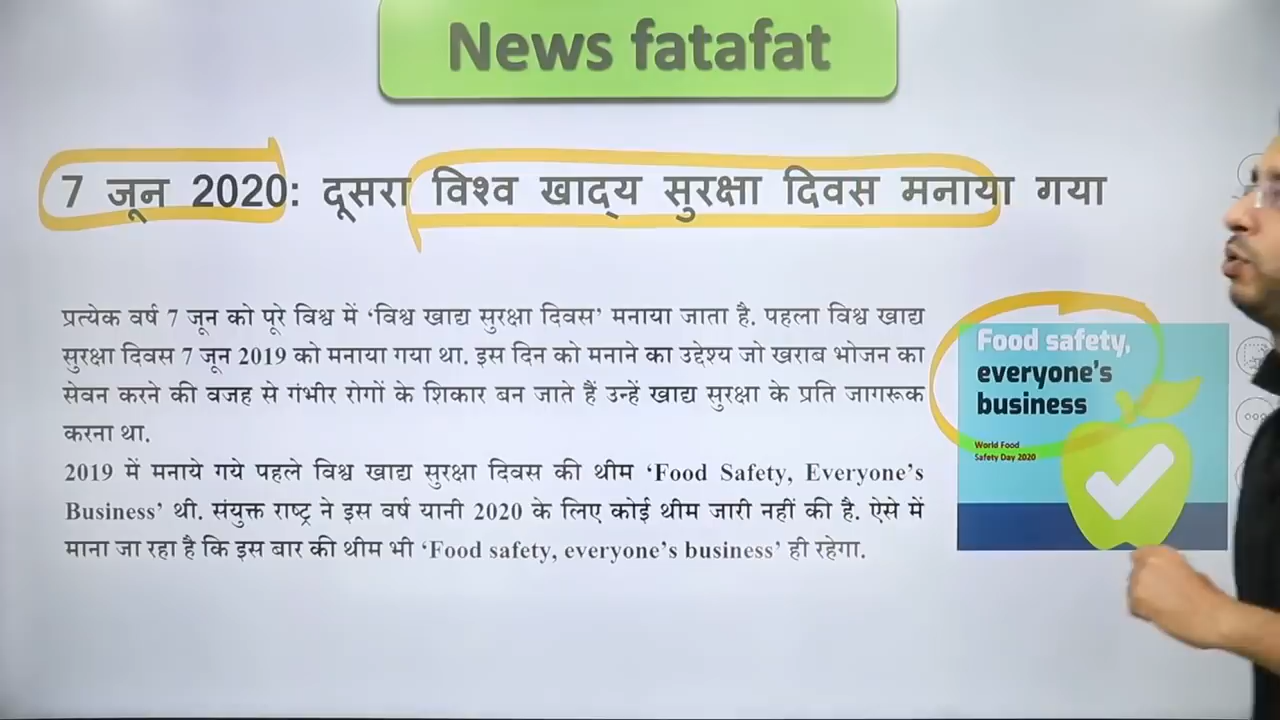 News fatafat
7 जून 2020: दूसरा विश्व खाद्य सुरक्षा दिवस मनाया गया
प्रत्येक वर्ष 7 जून को पूरे विश्व में ‘विश्व खाद्य सुरक्षा दिवस’ मनाया जाता है. पहला विश्व खाद्य
सुरक्षा दिवस 7 जून 2019 को मनाया गया था. इस दिन को मनाने का उद्देश्य जो खराब भोजन का
सेवन करने की वजह से गंभीर रोगों के शिकार बन जाते हैं उन्हें खाद्य सुरक्षा के प्रति जागरूक
करना था.
2019 में मनाये गये पहले विश्व खाद्य सुरक्षा दिवस की थीम ‘Food Safety, Everyone’s
Business’ थी. संयुक्त राष्ट्र ने इस वर्ष यानी 2020 के लिए कोई थीम जारी नहीं की है. ऐसे में
माना जा रहा है कि इस बार की थीम भी ‘Food safety, everyone’s business’ ही रहेगा.
Food safety,
everyone’s
business
World Food
Safety Day 2020